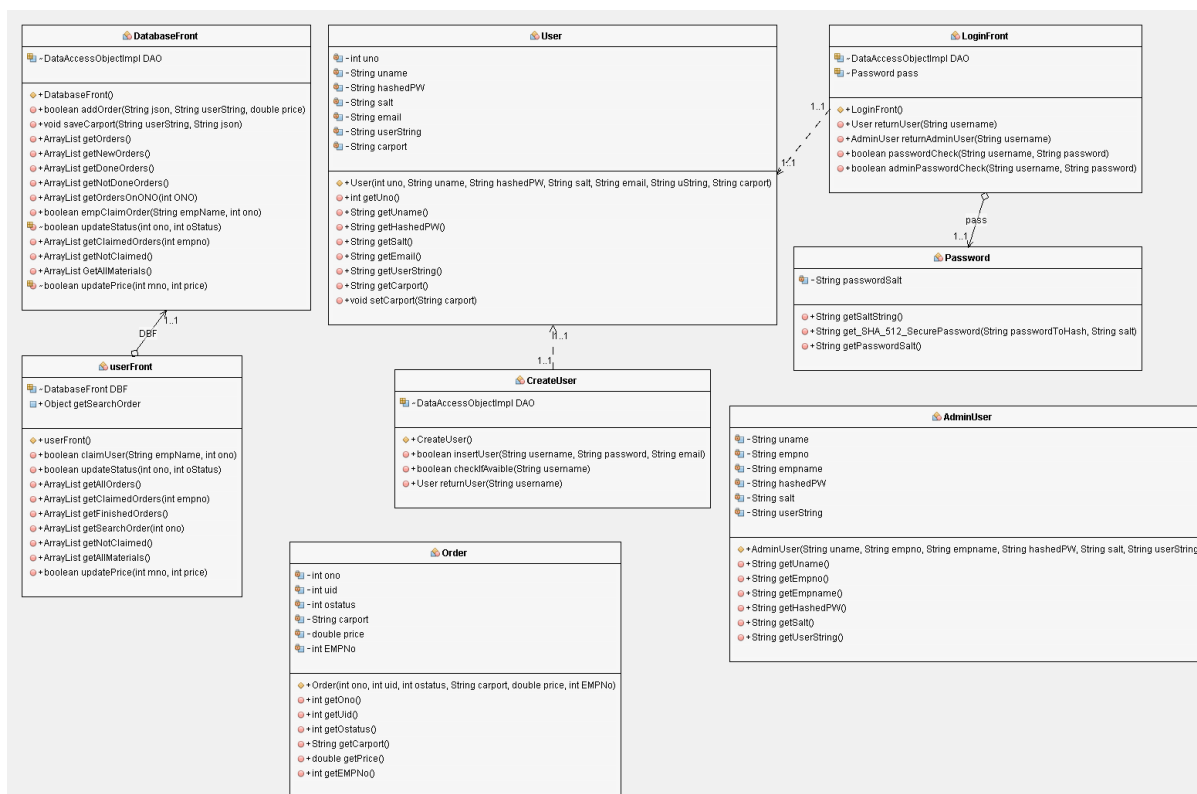 DatabaseFront
~DataAccessObjectImpl DAO
+DatabaseFront()
+boolean addOrder(String json, String userString, double price)
+void saveCarport(String userString, String json)
+ArrayList getOrders()
+ArrayList getNewOrders()
+ArrayList getDoneOrders()
+ArrayList getNotDoneOrders()
+ArrayList getOrdersOnONO(int ONO)
+boolean empClaimOrder(String empName, int ono)
~boolean updateStatus(int ono, int oStatus)
+ArrayList getClaimedOrders(int empno)
+ArrayList getNotClaimed()
+ArrayList GetAllMaterials()
~boolean updatePrice(int mno, int price)
1..1
DBF
userFront
~DatabaseFront DBF
+Object getSearchOrder
+userFront()
+boolean claimUser(String empName, int ono)
+boolean updateStatus(int ono, int oStatus)
+ArrayList getAllOrders()
+ArrayList getClaimedOrders(int empno)
+ArrayList getFinishedOrders()
+ArrayList getSearchOrder(int ono)
+ArrayList getNotClaimed()
+ArrayList getAllMaterials()
+boolean updatePrice(int mno, int price)
User
-int uno
-String uname
-String hashedPW
-String salt
-String email
-String userString
-String carport
+User(int uno, String uname, String hashedPW, String salt, String email, String uString, String carport)
+int getUno()
+String getUname()
+String getHashedPW()
+String getSalt()
+String getEmail()
+String getUserString()
+String getCarport()
+void setCarport(String carport)
1..1
1..1
CreateUser
~DataAccessObjectImpl DAO
+CreateUser()
+boolean insertUser(String username, String password, String email)
+boolean checkIfAvaible(String username)
+User returnUser(String username)
Order
-int ono
-int uid
-int ostatus
-String carport
-double price
-int EMPNo
+Order(int ono, int uid, int ostatus, String carport, double price, int EMPNo)
+int getOno()
+int getUid()
+int getOstatus()
+String getCarport()
+double getPrice()
+int getEMPNo()
LoginFront
~DataAccessObjectImpl DAO
~Password pass
+LoginFront()
+User returnUser(String username)
+AdminUser returnAdminUser(String username)
+boolean passwordCheck(String username, String password)
+boolean adminPasswordCheck(String username, String password)
1..1
1..1
pass
1..1
Password
-String passwordSalt
+String getSaltString()
+String get_SHA_512_SecurePassword(String passwordToHash, String salt)
+String getPasswordSalt()
AdminUser
-String uname
-String empno
-String empname
-String hashedPW
-String salt
-String userString
+AdminUser(String uname, String empno, String empname, String hashedPW, String salt, String userString
+String getUname()
+String getEmpno()
+String getEmpname()
+String getHashedPW()
+String getSalt()
+String getUserString()